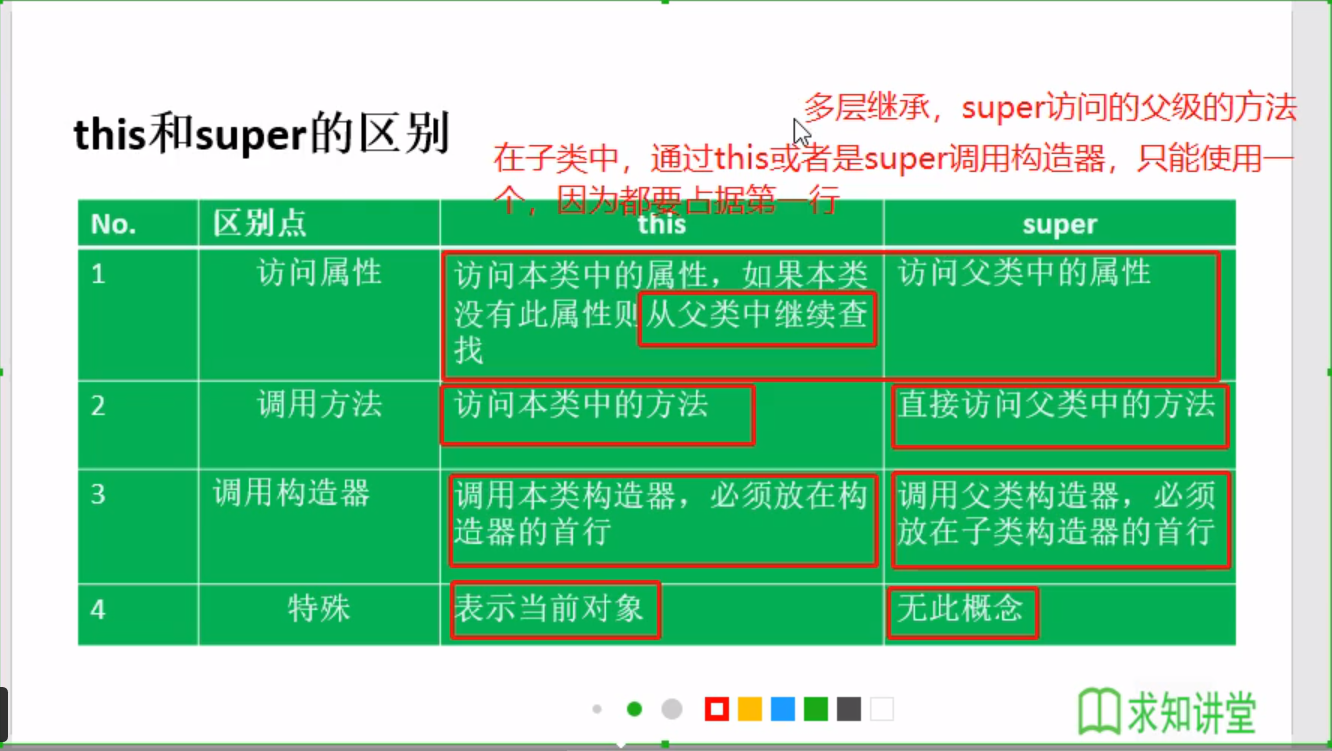 多层继承，super访问的父级的方法
this和super的区别
在子类中，通过this或者是super调用构造器，只能使用一
个，因为都要占据第一行
No. 区别点 this super
1 访问属性 访问本类中的属性，如果本类 访问父类中的属性
没有此属性则从父类中继续查
找
2 调用方法 访问本类中的方法 直接访问父类中的方法
3 调用构造器 调用本类构造器，必须放在构 调用父类构造器，必须
造器的首行 放在子类构造器的首行
4 特殊 表示当前对象 无此概念
求知讲堂